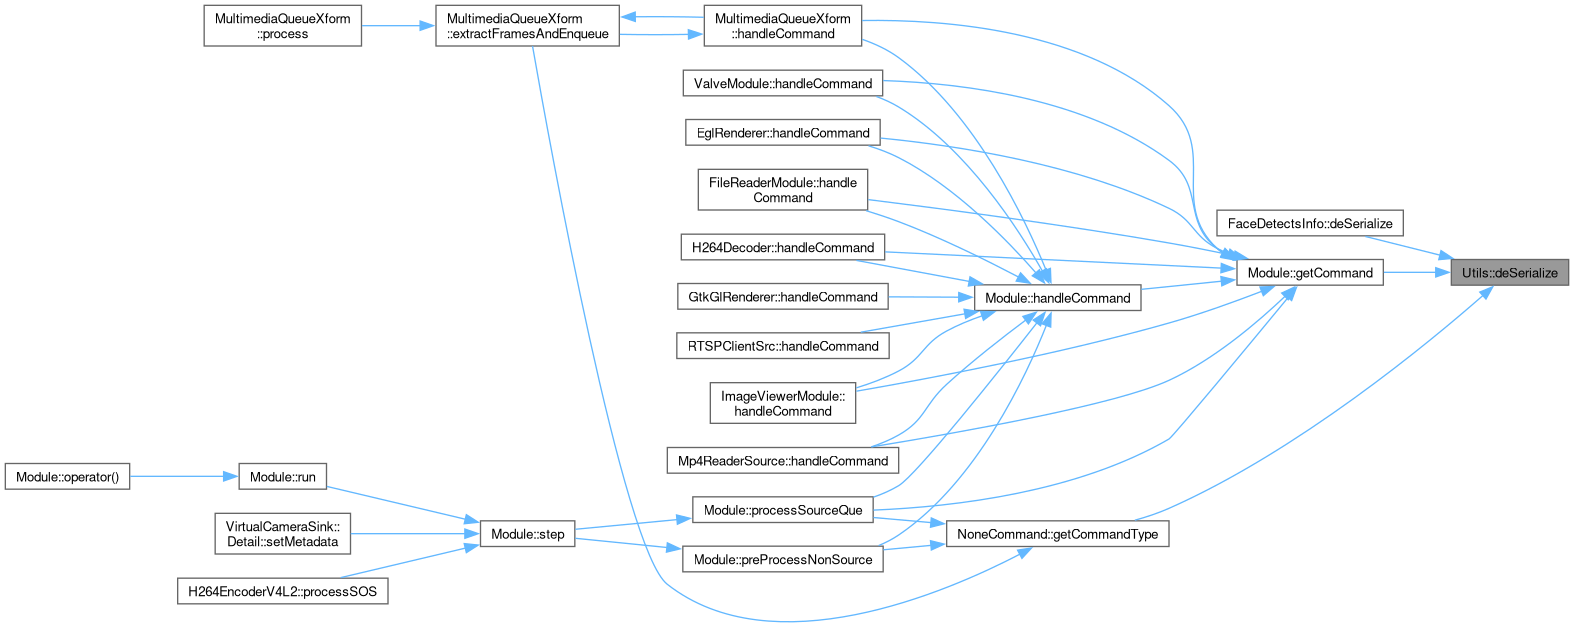 MultimediaQueueXform
::process
MultimediaQueueXform
::extractFramesAndEnqueue
MultimediaQueueXform
::handleCommand
ValveModule::handleCommand
EglRenderer::handleCommand
FileReaderModule::handle
Command
FaceDetectsInfo::deSerialize
H264Decoder::handleCommand
Module::getCommand
Utils::deSerialize
GtkGlRenderer::handleCommand
Module::handleCommand
RTSPClientSrc::handleCommand
ImageViewerModule::
handleCommand
Mp4ReaderSource::handleCommand
Module::operator()
Module::run
Module::processSourceQue
VirtualCameraSink::
Detail::setMetadata
Module::step
NoneCommand::getCommandType
Module::preProcessNonSource
H264EncoderV4L2::processSOS